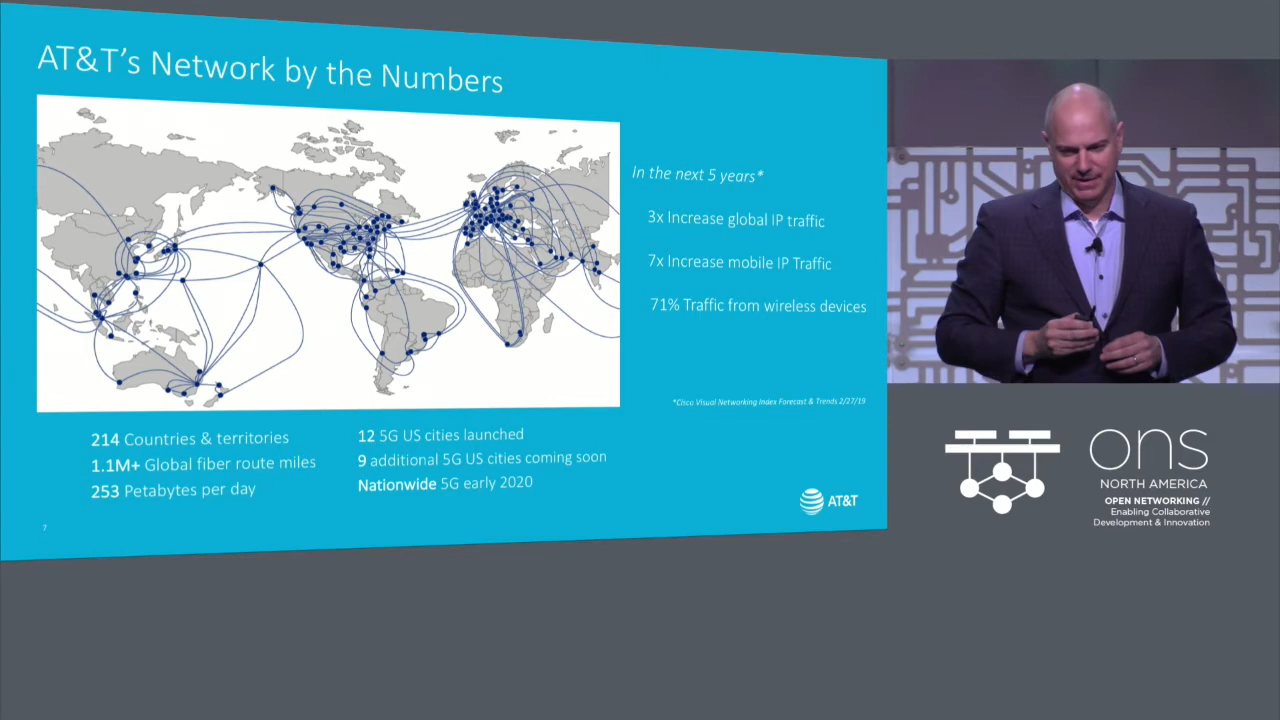 AT&T's Network by the Numbers
In the next 5 years*
3x Increase global IP traffic
7x Increase mobile IP Traffic
71% Traffic from wireless devices
*Cisco Visual Networking Index Forecast & Trends 2/27/19
214 Countries & territories
1.1M+ Global fiber route miles
253 Petabytes per day
12 5G US cities launched
9 additional 5G US cities coming soon
Nationwide 5G early 2020
AT&T
7
ons
NORTH AMERICA
OPEN NETWORKING //
Enabling Collaborative
Development & Innovation